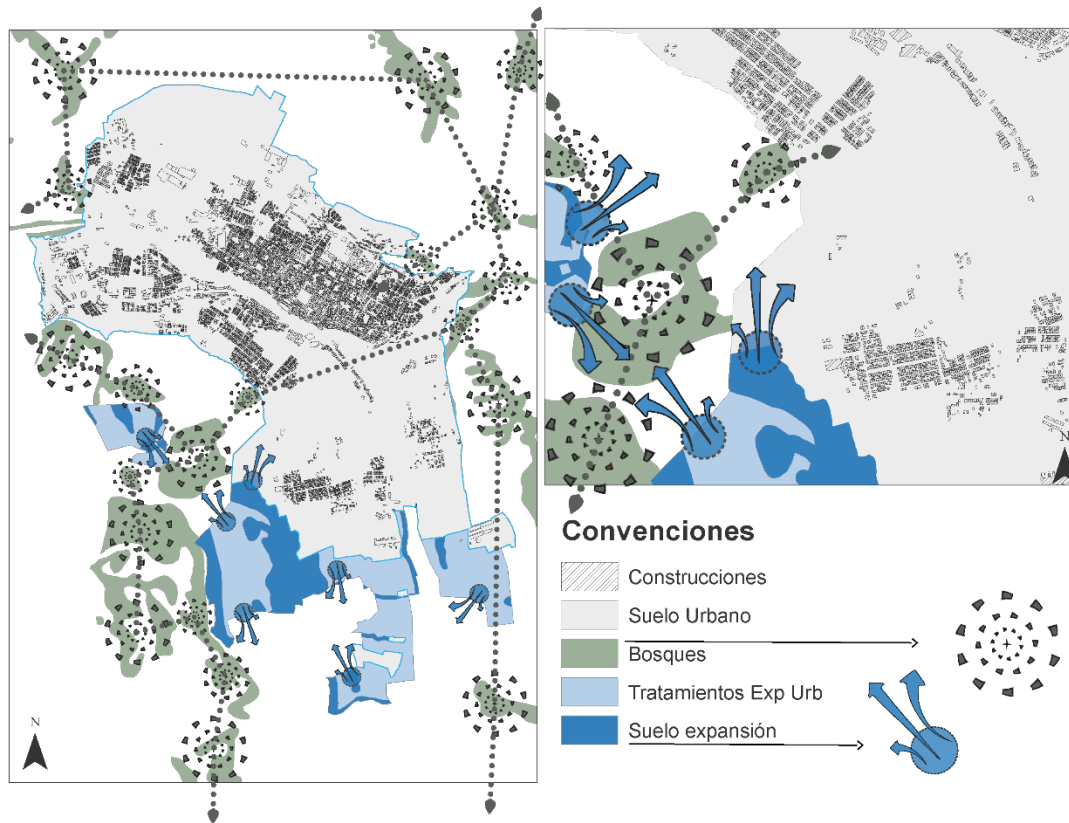 N
N
Convenciones
Construcciones
Suelo Urbano
Bosques
Tratamientos Exp Urb
Suelo expansión